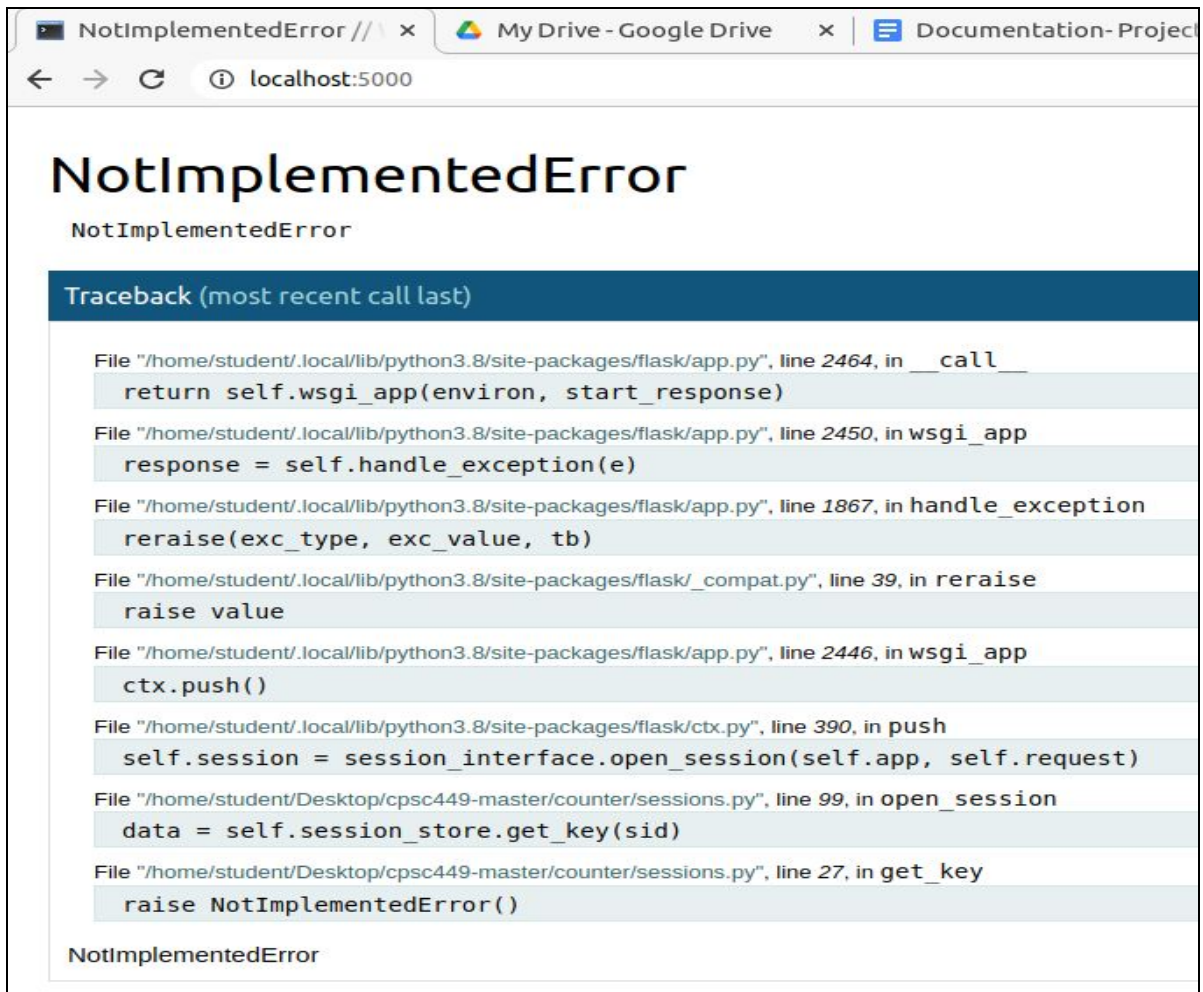 NotImplementedError // \ × My Drive - Google Drive × Documentation- Project
localhost:5000
NotImplementedError
NotImplementedError
Traceback (most recent call last)
File "/home/student/.local/lib/python3.8/site-packages/flask/app.py", line 2464, in __call__
return self.wsgi_app(environ, start_response)
File "/home/student/.local/lib/python3.8/site-packages/flask/app.py", line 2450, in wsgi_app
response = self.handle_exception(e)
File "/home/student/.local/lib/python3.8/site-packages/flask/app.py", line 1867, in handle_exception
reraise(exc_type, exc_value, tb)
File "/home/student/.local/lib/python3.8/site-packages/flask/_compat.py", line 39, in reraise
raise value
File "/home/student/.local/lib/python3.8/site-packages/flask/app.py", line 2446, in wsgi_app
ctx.push()
File "/home/student/.local/lib/python3.8/site-packages/flask/ctx.py", line 390, in push
self.session = session_interface.open_session(self.app, self.request)
File "/home/student/Desktop/cpsc449-master/counter/sessions.py", line 99, in open_session
data = self.session_store.get_key(sid)
File "/home/student/Desktop/cpsc449-master/counter/sessions.py", line 27, in get_key
raise NotImplementedError()
NotImplementedError